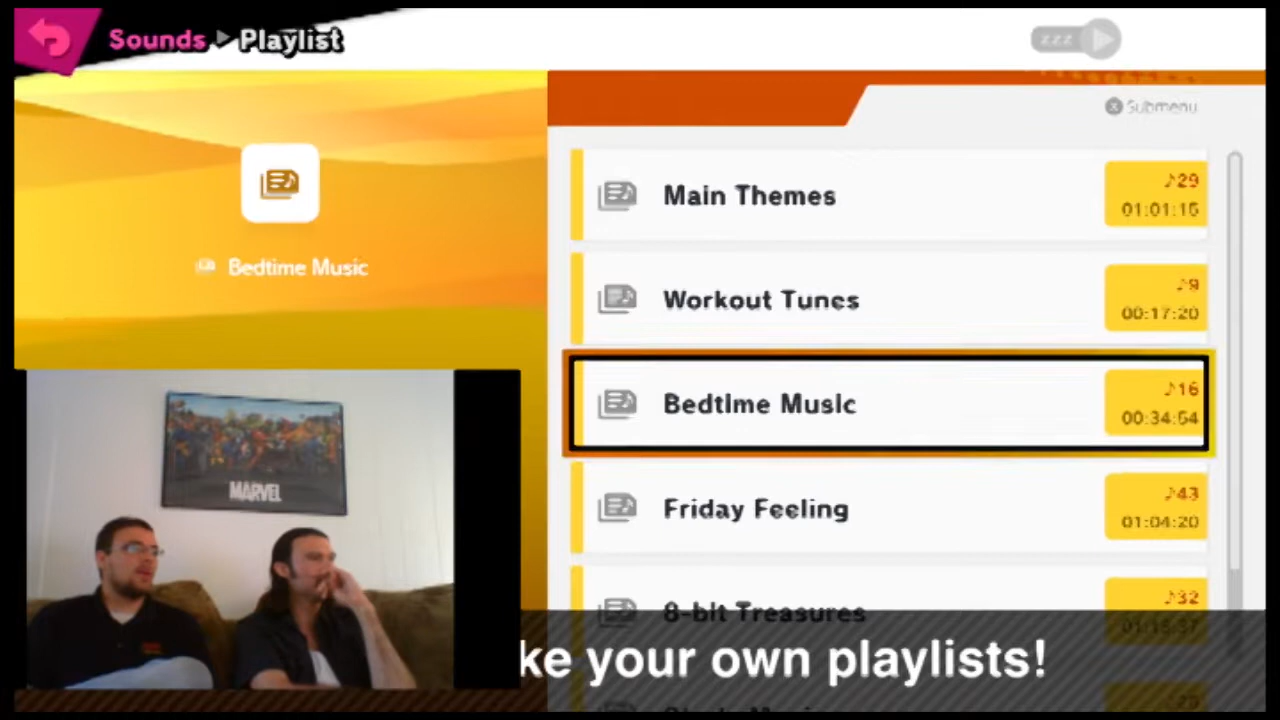 Sounds ▶ Playlist
zzz
X Submenu
Bedtime Music
Main Themes
♪29
01:01:15
Workout Tunes
♪9
00:17:20
Bedtime Music
♪16
00:34:54
Friday Feeling
♪43
01:04:20
8-bit Treasures
♪32
ke your own playlists!
MARVEL